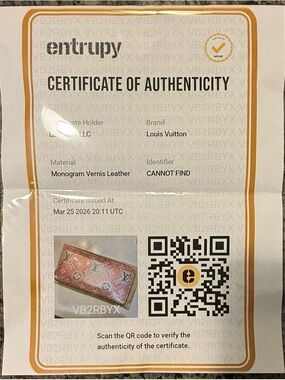 entrupy
CERTIFICATE OF AUTHENTICITY
Holder
Brand
LLC
Louis Vuitton
Material
Identifier
Monogram Vernis Leather
CANNOT FIND
Certificate Issued At
Mar 25 2026 20:11 UTC
VB2RBYX
Scan the QR code to verify the
authenticity of the certificate.